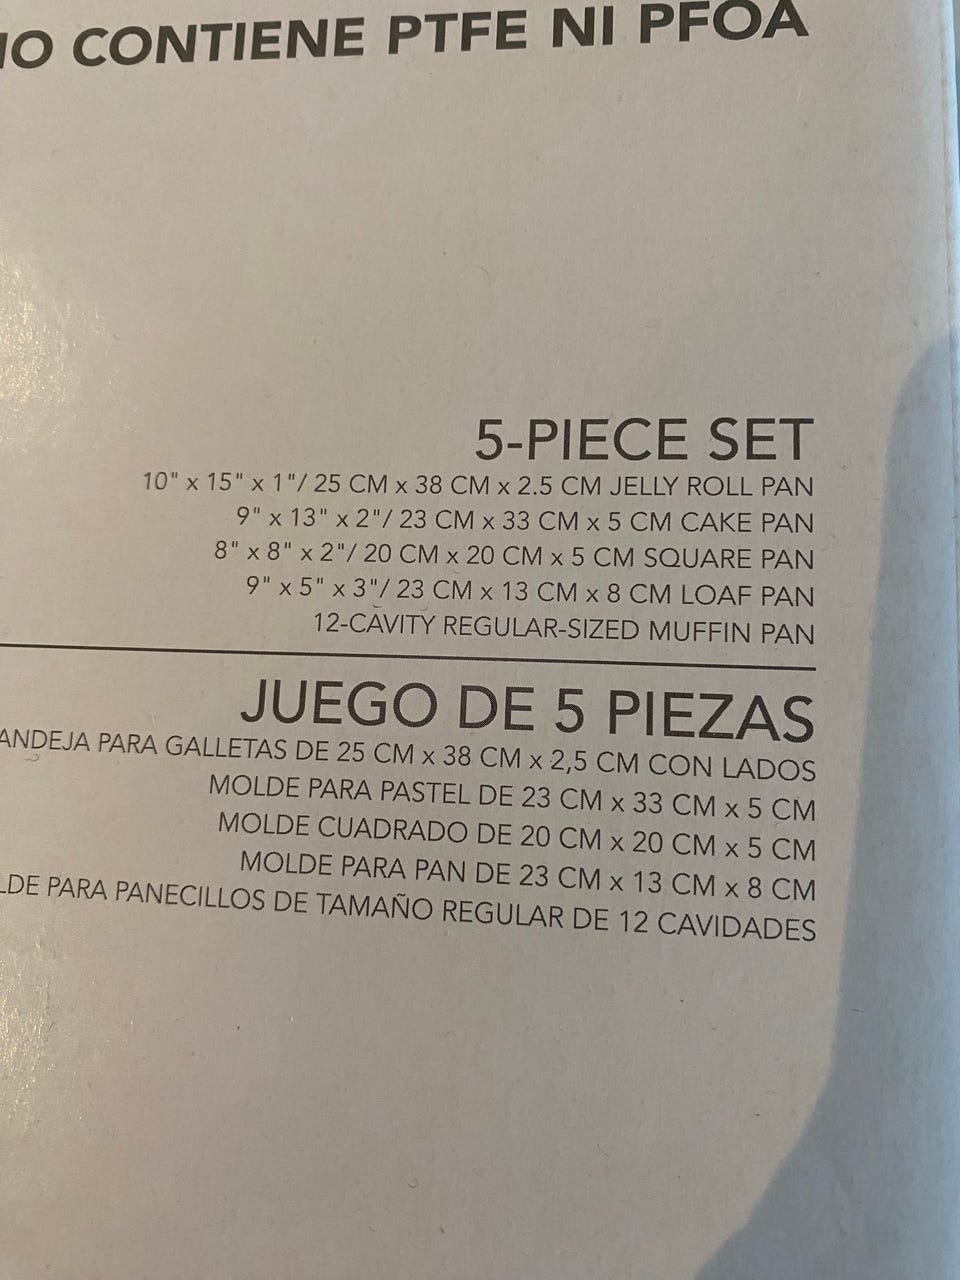 CONTIENE PTFE NI PFOA
5-PIECE SET
10" x 15" x 1"/ 25 CM x 38 CM x 2.5 CM JELLY ROLL PAN
9" x 13" x 2"/ 23 CM x 33 CM x 5 CM CAKE PAN
8" x 8" x 2"/ 20 CM x 20 CM x 5 CM SQUARE PAN
9" x 5" x 3"/ 23 CM x 13 CM x 8 CM LOAF PAN
12-CAVITY REGULAR-SIZED MUFFIN PAN
JUEGO DE 5 PIEZAS
ANDEJA PARA GALLETAS DE 25 CM x 38 CM x 2,5 CM CON LADOS
MOLDE PARA PASTEL DE 23 CM x 33 CM x 5 CM
MOLDE CUADRADO DE 20 CM x 20 CM x 5 CM
MOLDE PARA PAN DE 23 CM x 13 CM x 8 CM
LDE PARA PANECILLOS DE TAMAÑO REGULAR DE 12 CAVIDADES